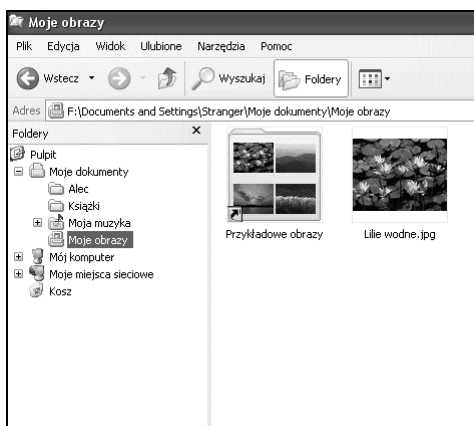 Moje obrazy
Plik Edycja Widok Ulubione Narzędzia Pomoc
Wstecz Wyszukaj Foldery
Adres F:\Documents and Settings\Stranger\Moje dokumenty\Moje obrazy
Foldery
Pulpit
Moje dokumenty
Alec
Książki
Moja muzyka
Moje obrazy
Mój komputer
Moje miejsca sieciowe
Kosz
Przykładowe obrazy
Lilie wodne.jpg